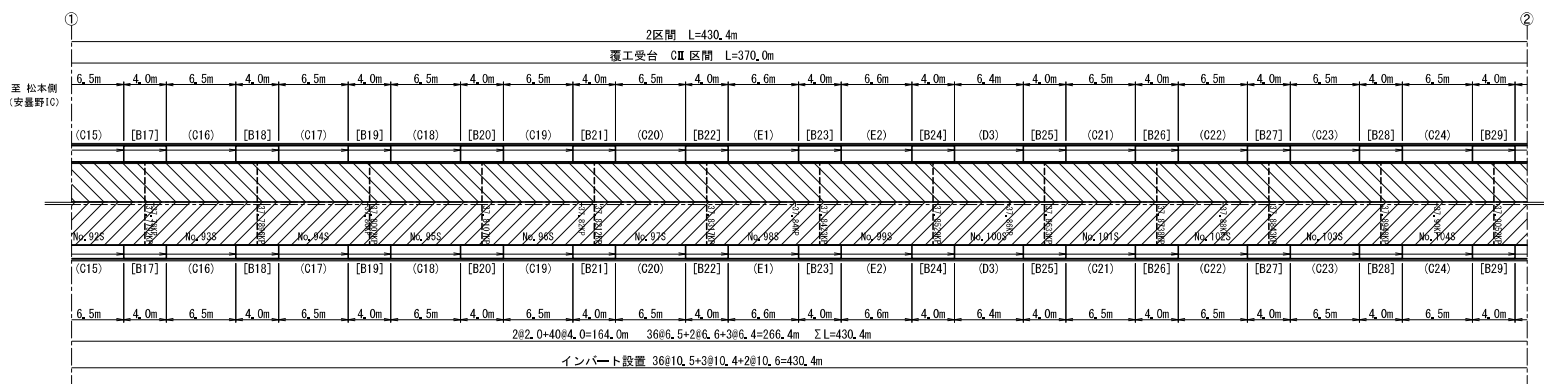 ① ②
2区間 L=430.4m
覆工受台 CⅡ 区間 L=370.0m
6.5m 4.0m 6.5m 4.0m 6.5m 4.0m 6.5m 4.0m 6.5m 4.0m 6.5m 4.0m 6.6m 4.0m 6.6m 4.0m 6.4m 4.0m 6.5m 4.0m 6.5m 4.0m 6.5m 4.0m 6.5m 4.0m
至 松本側
(安曇野IC)
(C15) [B17] (C16) [B18] (C17) [B19] (C18) [B20] (C19) [B21] (C20) [B22] (E1) [B23] (E2) [B24] (D3) [B25] (C21) [B26] (C22) [B27] (C23) [B28] (C24) [B29]
No.92S No.93S No.94S No.95S No.96S No.97S No.98S No.99S No.100S No.101S No.102S No.103S No.104S
(C15) [B17] (C16) [B18] (C17) [B19] (C18) [B20] (C19) [B21] (C20) [B22] (E1) [B23] (E2) [B24] (D3) [B25] (C21) [B26] (C22) [B27] (C23) [B28] (C24) [B29]
6.5m 4.0m 6.5m 4.0m 6.5m 4.0m 6.5m 4.0m 6.5m 4.0m 6.5m 4.0m 6.6m 4.0m 6.6m 4.0m 6.4m 4.0m 6.5m 4.0m 6.5m 4.0m 6.5m 4.0m 6.5m 4.0m
2@2.0+40@4.0=164.0m 36@6.5+2@6.6+3@6.4=266.4m ΣL=430.4m
インバート設置 36@10.5+3@10.4+2@10.6=430.4m